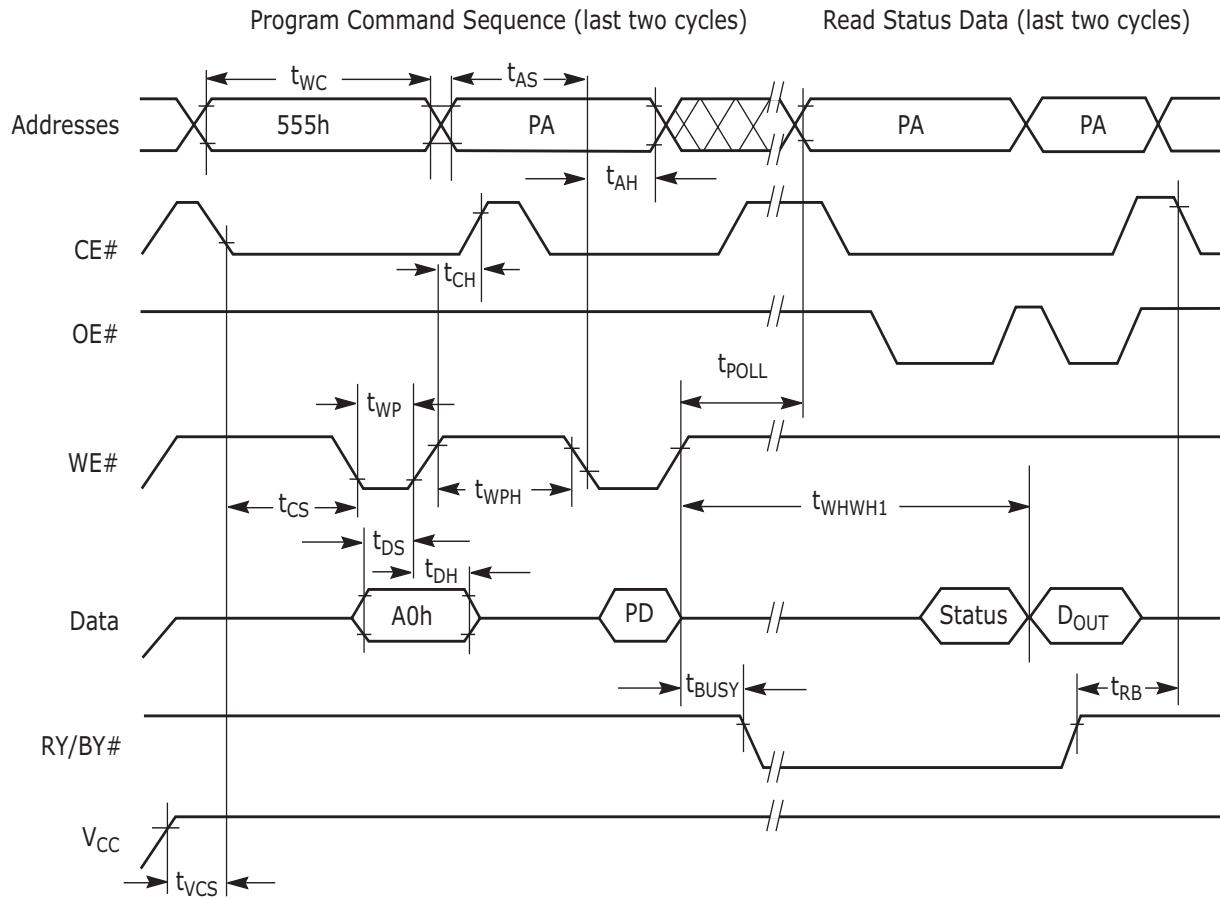 Program Command Sequence (last two cycles)
Read Status Data (last two cycles)
tWC
tAS
Addresses
555h
PA
PA
PA
tAH
CE#
tCH
OE#
tPOLL
tWP
WE#
tCS
tWPH
tWHWH1
tDS
tDH
Data
A0h
PD
Status
DOUT
tBUSY
tRB
RY/BY#
VCC
tVCS